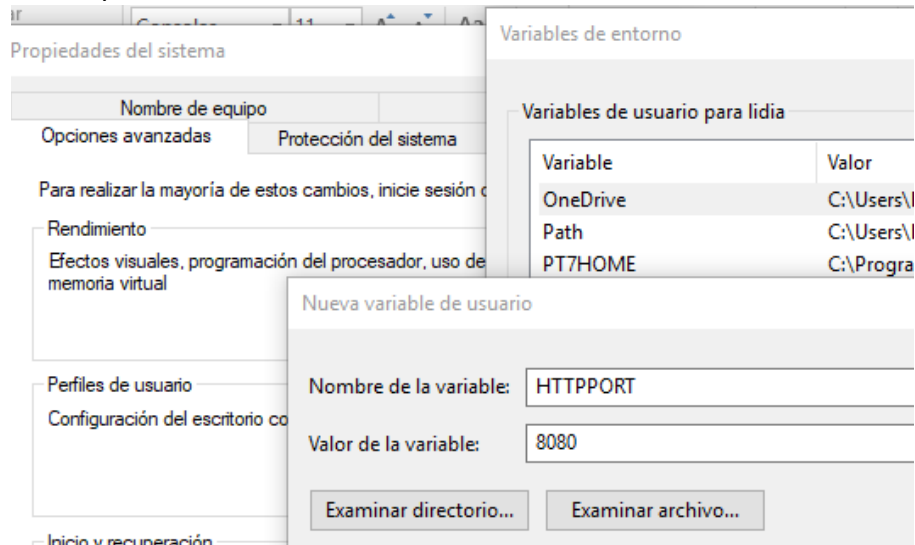 Propiedades del sistema
Nombre de equipo
Opciones avanzadas
Protección del sistema
Para realizar la mayoría de estos cambios, inicie sesión
Rendimiento
Efectos visuales, programación del procesador, uso de
memoria virtual
Perfiles de usuario
Configuración del escritorio
Inicio y recuperación
Variables de entorno
Variables de usuario para lidia
Variable Valor
OneDrive C:\Users\
Path C:\Users\
PT7HOME C:\Progra
Nueva variable de usuario
Nombre de la variable: HTTPPORT
Valor de la variable: 8080
Examinar directorio... Examinar archivo...